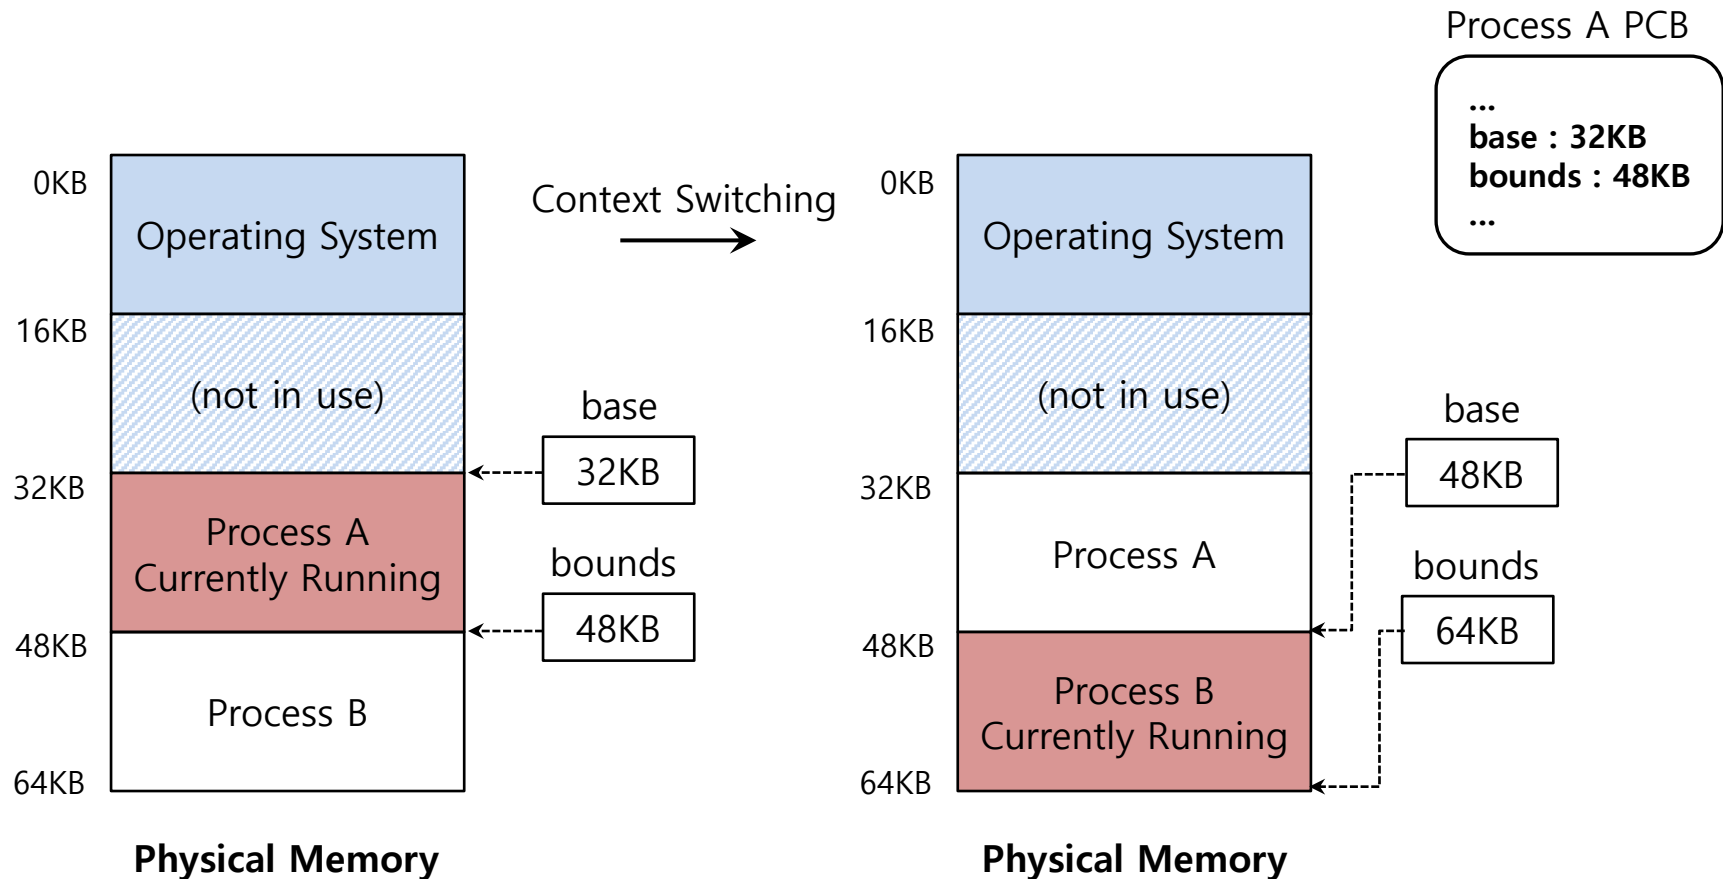 Process A PCB
...
base : 32KB
bounds : 48KB
...
0KB
Operating System
16KB
(not in use)
32KB
Process A
Currently Running
48KB
Process B
64KB
Physical Memory
base
32KB
bounds
48KB
Context Switching
0KB
Operating System
16KB
(not in use)
32KB
Process A
48KB
Process B
Currently Running
64KB
Physical Memory
base
48KB
bounds
64KB